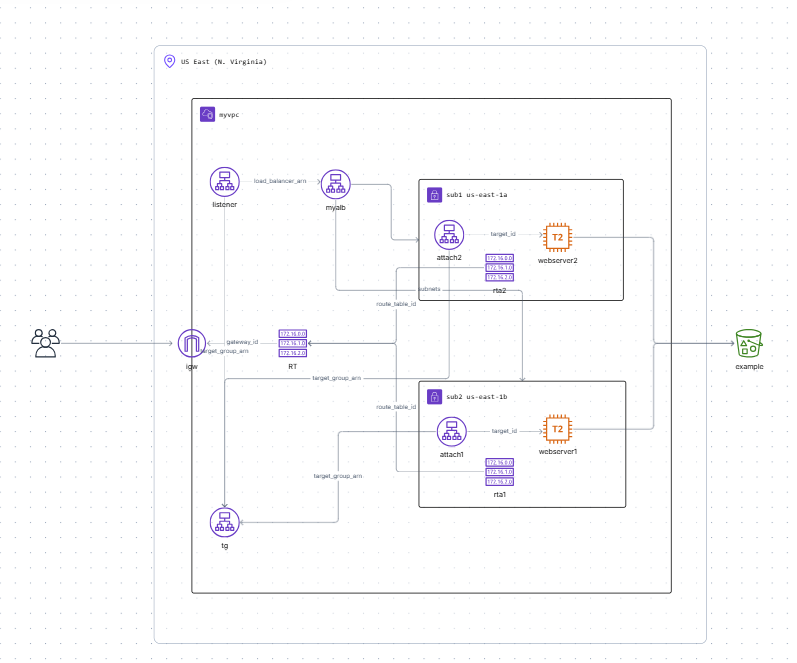 US East (N. Virginia)
myvpc
listener
load_balancer_arn
myalb
sub1 us-east-1a
attach2
target_id
T2
webserver2
172.16.0.0
172.16.1.0
172.16.2.0
rta2
subnets
route_table_id
igw
gateway_id
target_group_arn
172.16.0.0
172.16.1.0
172.16.2.0
RT
example
target_group_arn
sub2 us-east-1b
route_table_id
attach1
target_id
T2
webserver1
172.16.0.0
172.16.1.0
172.16.2.0
rta1
target_group_arn
tg